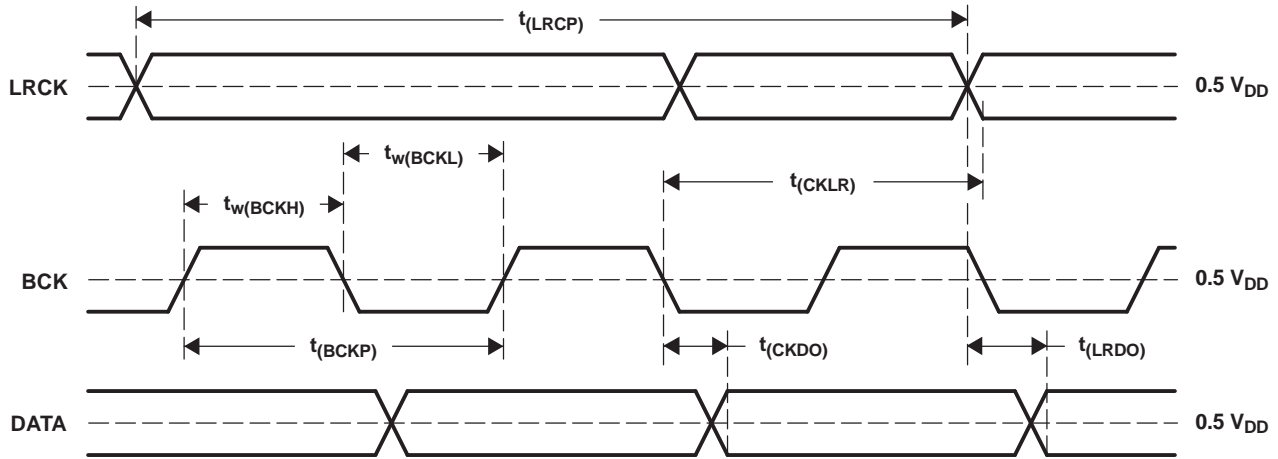 t(LRCP)
LRCK
0.5 VDD
tw(BCKL)
t(CKLR)
tw(BCKH)
BCK
0.5 VDD
t(BCKP)
t(CKDO)
t(LRDO)
DATA
0.5 VDD